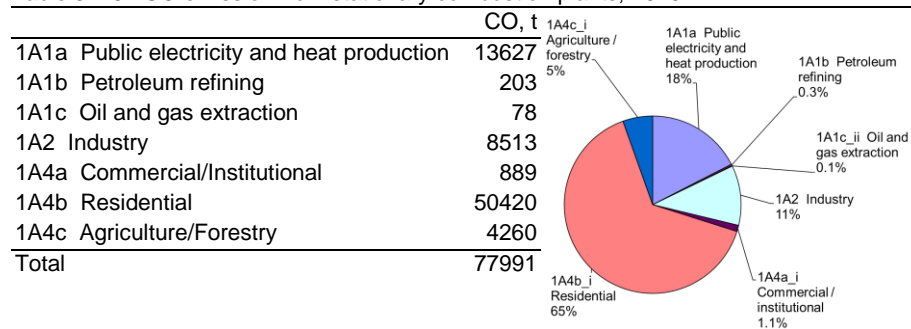 CO, t
1A1a Public electricity and heat production 13627
1A1b Petroleum refining 203
1A1c Oil and gas extraction 78
1A2 Industry 8513
1A4a Commercial/Institutional 889
1A4b Residential 50420
1A4c Agriculture/Forestry 4260
Total 77991
1A4c_i
Agriculture /
forestry
5%
1A1a Public
electricity and
heat production
18%
1A1b Petroleum
refining
0.3%
1A1c_ii Oil and
gas extraction
0.1%
1A2 Industry
11%
1A4a_i
Commercial /
institutional
1.1%
1A4b_i
Residential
65%